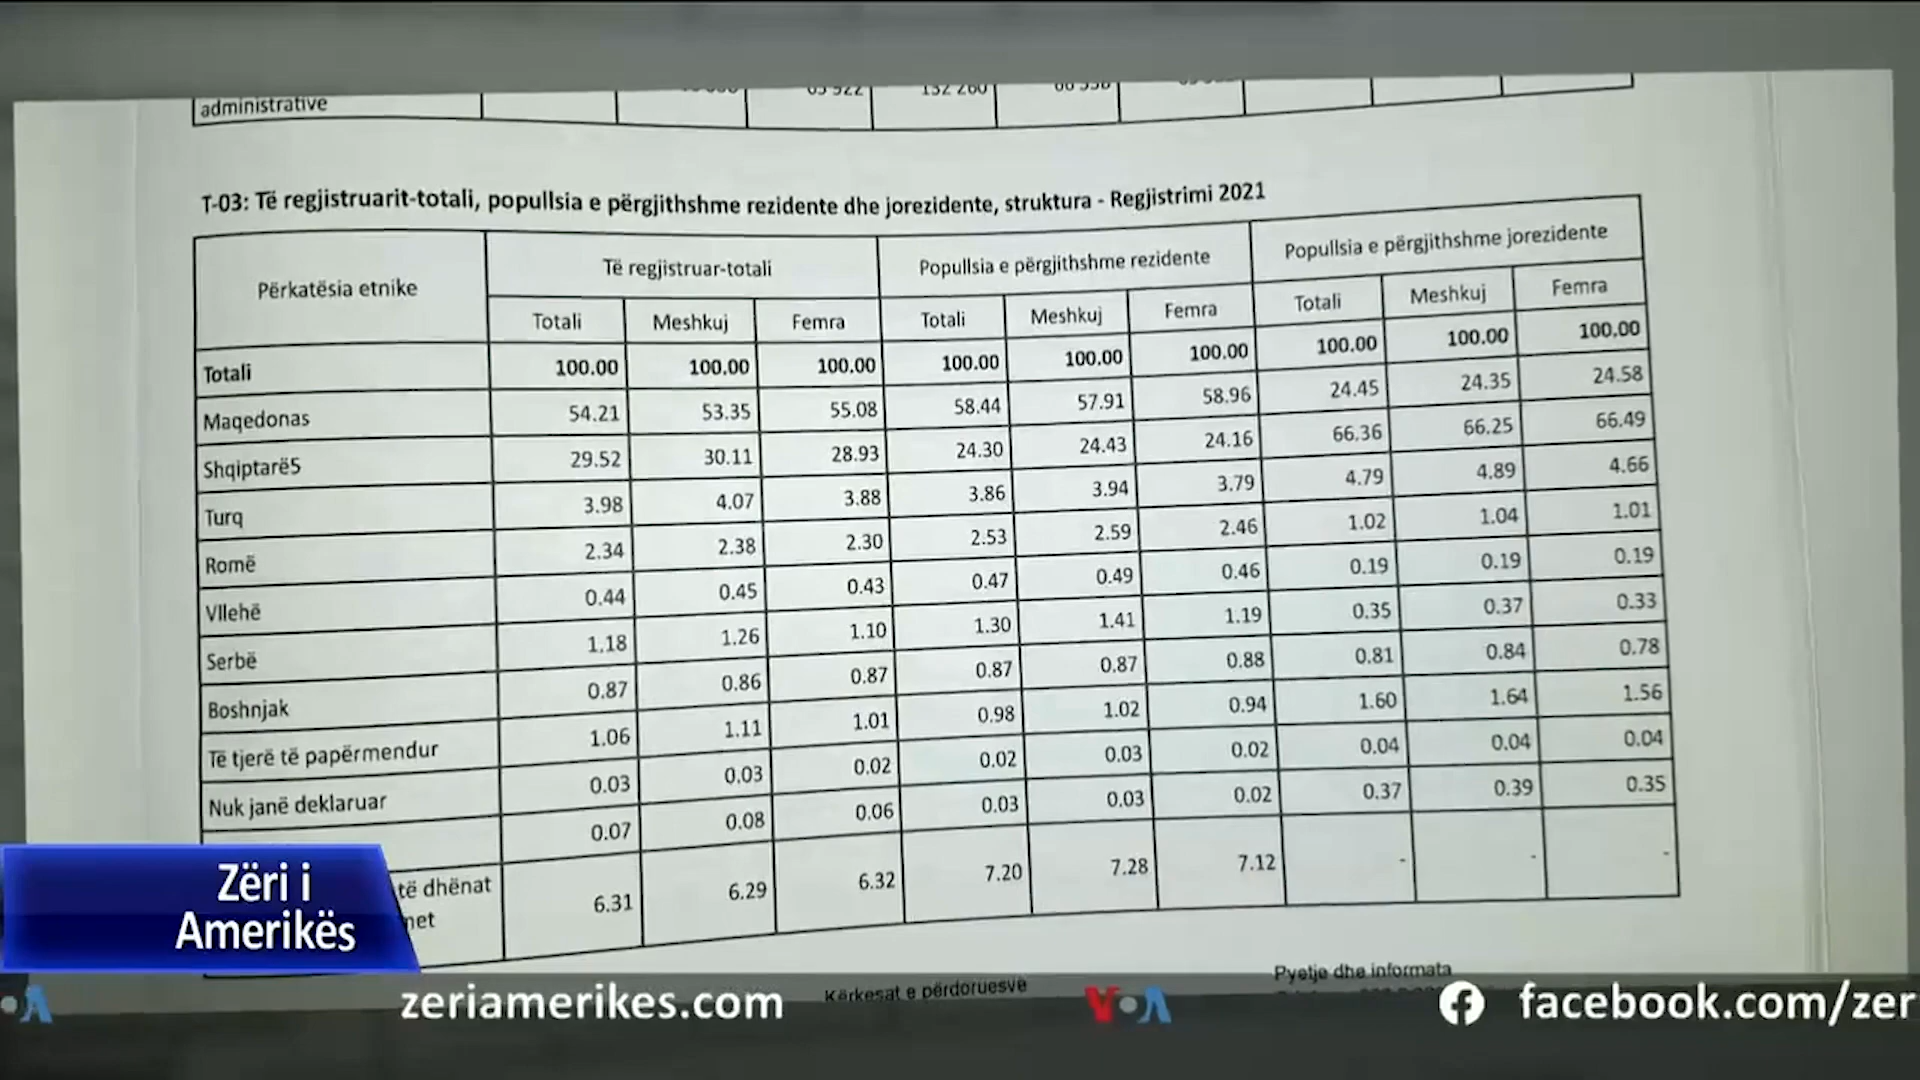 administrative 132 260
T-03: Të regjistruarit-totali, popullsia e përgjithshme rezidente dhe jorezidente, struktura - Regjistrimi 2021
Përkatësia etnike Të regjistruar-totali Popullsia e përgjithshme rezidente Popullsia e përgjithshme jorezidente
Totali Meshkuj Femra Totali Meshkuj Femra Totali Meshkuj Femra
Totali 100.00 100.00 100.00 100.00 100.00 100.00 100.00 100.00 100.00
Maqedonas 54.21 53.35 55.08 58.44 57.91 58.96 24.45 24.35 24.58
Shqiptarë5 29.52 30.11 28.93 24.30 24.43 24.16 66.36 66.25 66.49
Turq 3.98 4.07 3.88 3.86 3.94 3.79 4.79 4.89 4.66
Romë 2.34 2.38 2.30 2.53 2.59 2.46 1.02 1.04 1.01
Vllehë 0.44 0.45 0.43 0.47 0.49 0.46 0.19 0.19 0.19
Serbë 1.18 1.26 1.10 1.30 1.41 1.19 0.35 0.37 0.33
Boshnjak 0.87 0.86 0.87 0.87 0.87 0.88 0.81 0.84 0.78
Të tjerë të papërmendur 1.06 1.11 1.01 0.98 1.02 0.94 1.60 1.64 1.56
Nuk janë deklaruar 0.03 0.03 0.02 0.02 0.03 0.02 0.04 0.04 0.04
0.07 0.08 0.06 0.03 0.03 0.02 0.37 0.39 0.35
të dhënat 6.31 6.29 6.32 7.20 7.28 7.12 - - -
Zëri i
Amerikës
Kërkesat e përdoruesve Pyetje dhe informata
zeriamerikes.com VOA facebook.com/zer